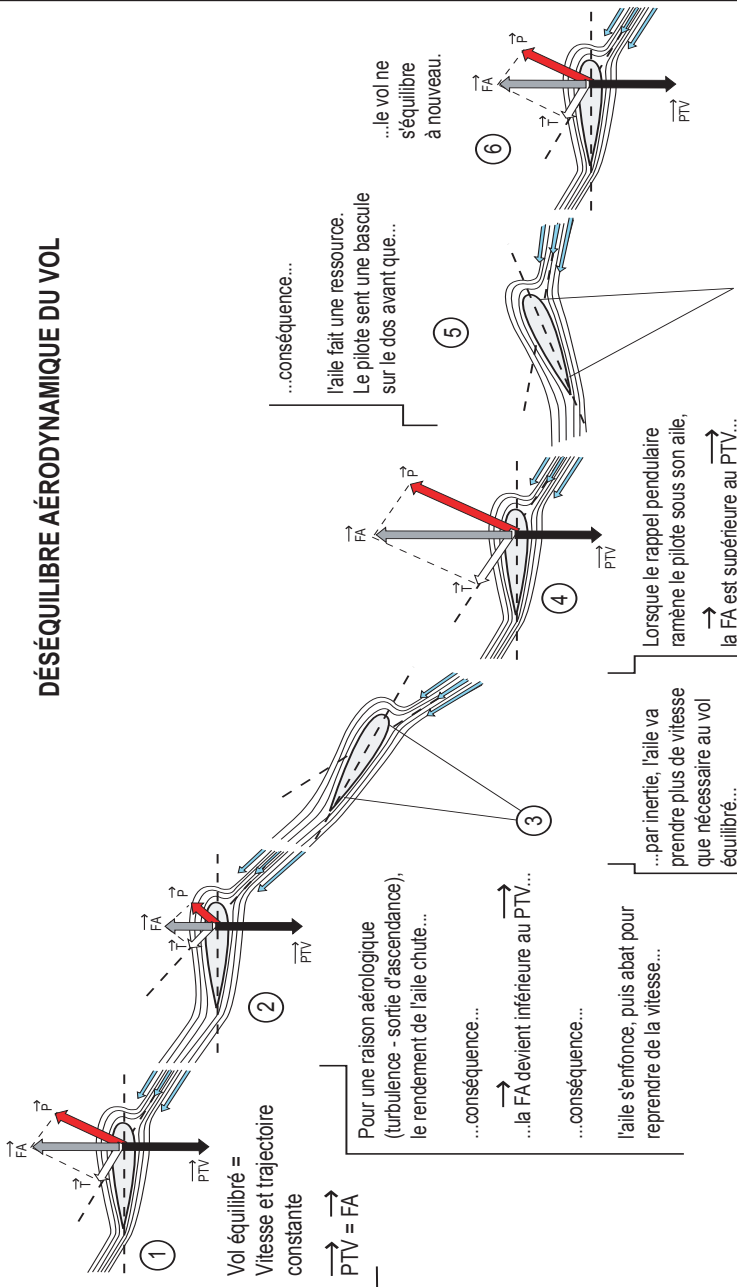 DÉSÉQUILIBRE AÉRODYNAMIQUE DU VOL
FA
P
T
PTV
1
Vol équilibré =
Vitesse et trajectoire
constante
PTV = FA
FA
P
T
PTV
2
Pour une raison aérologique
(turbulence - sortie d'ascendance),
le rendement de l'aile chute...
...conséquence...
...la FA devient inférieure au PTV...
...conséquence...
l'aile s'enfonce, puis abat pour
reprendre de la vitesse...
3
...par inertie, l'aile va
prendre plus de vitesse
que nécessaire au vol
équilibré...
FA
P
T
PTV
4
Lorsque le rappel pendulaire
ramène le pilote sous son aile,
la FA est supérieure au PTV...
...conséquence...
l'aile fait une ressource.
Le pilote sent une bascule
sur le dos avant que...
5
...le vol ne
s'équilibre
à nouveau.
6
FA
P
T
PTV